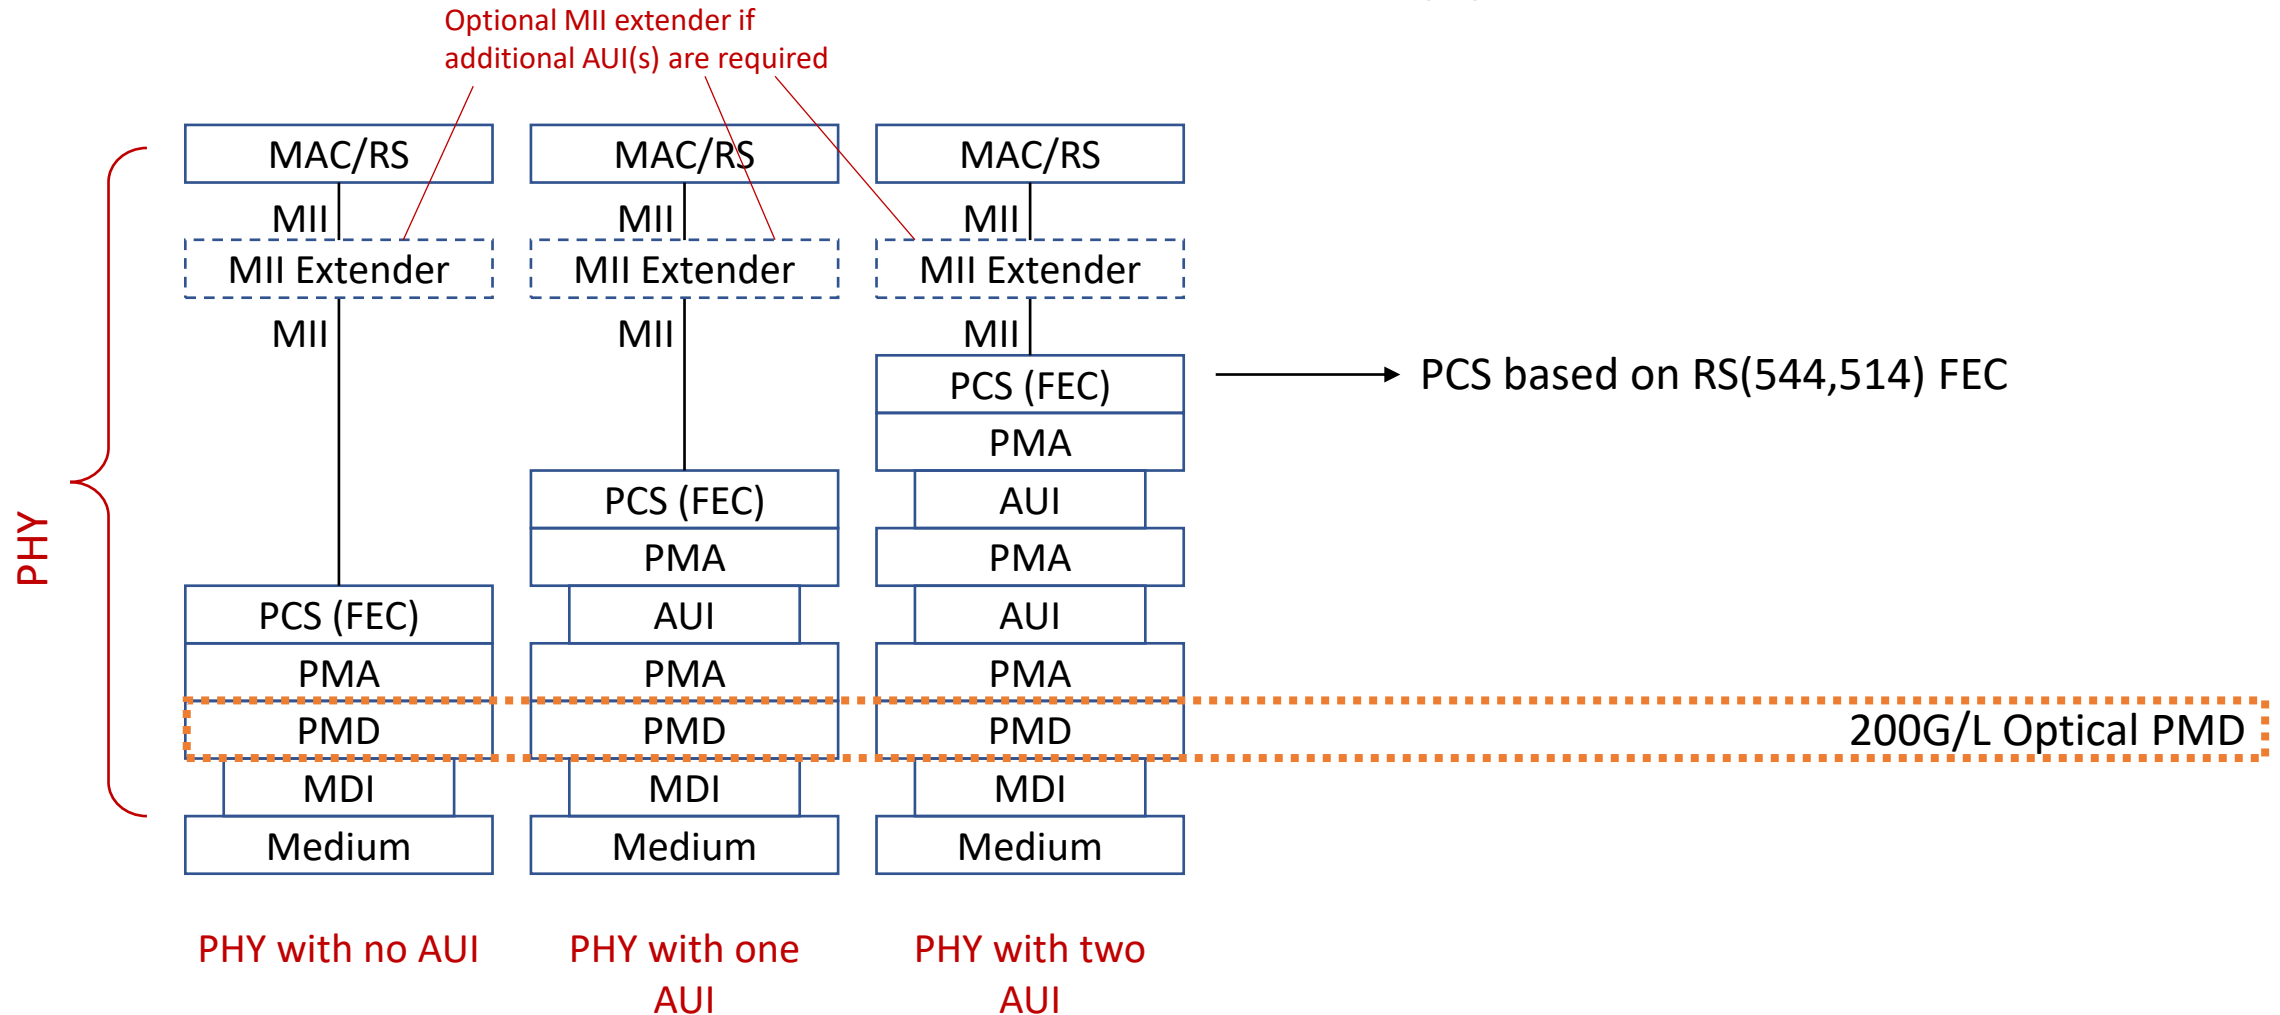 Optional MII extender if
additional AUI(s) are required
PHY
MAC/RS
MII
MII Extender
MII
PCS (FEC)
PMA
PMD
MDI
Medium
PHY with no AUI
MAC/RS
MII
MII Extender
MII
PCS (FEC)
PMA
AUI
PMA
PMD
MDI
Medium
PHY with one
AUI
MAC/RS
MII
MII Extender
MII
PCS (FEC)
PMA
AUI
PMA
AUI
PMA
PMD
MDI
Medium
PHY with two
AUI
PCS based on RS(544,514) FEC
200G/L Optical PMD